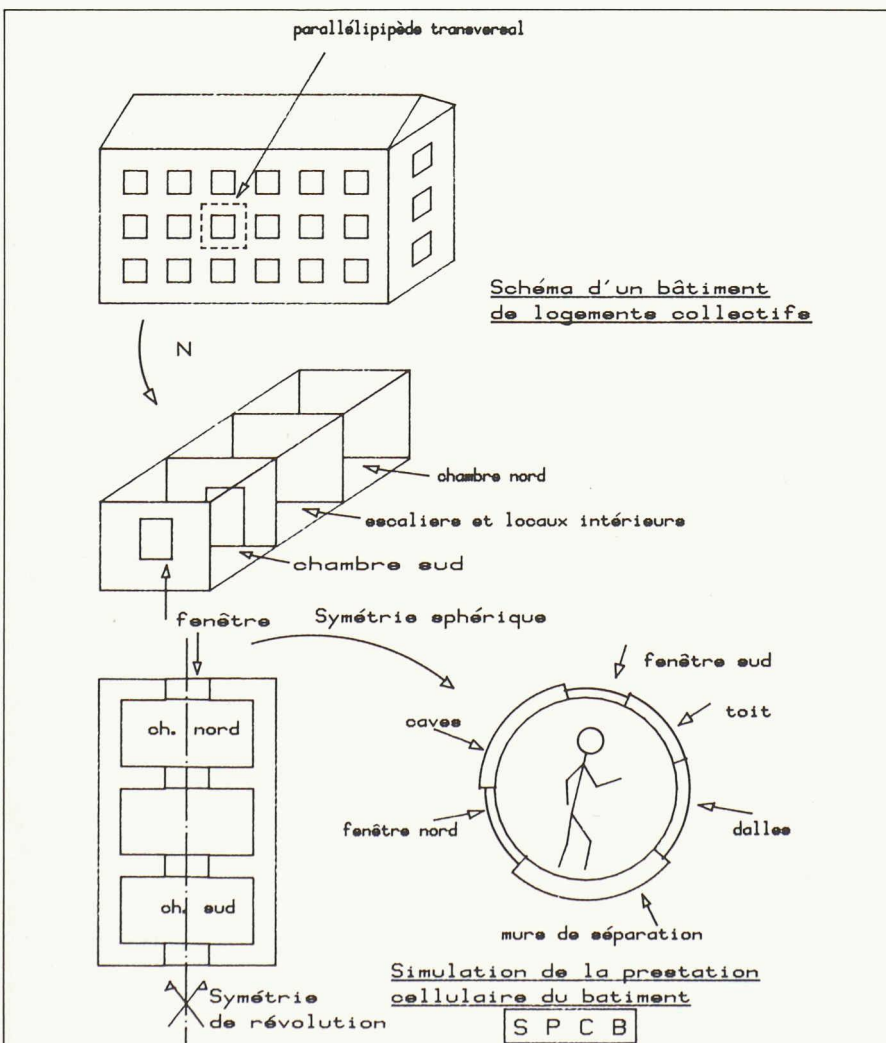 parallélipipède transversal
Schéma d'un bâtiment
de logements collectifs
N
chambre nord
escaliers et locaux intérieurs
chambre sud
fenêtre
Symétrie sphérique
fenêtre sud
toit
caves
ch. nord
fenêtre nord
dalles
ch. sud
murs de séparation
Simulation de la prestation
cellulaire du batiment
Symétrie
de révolution
S P C B